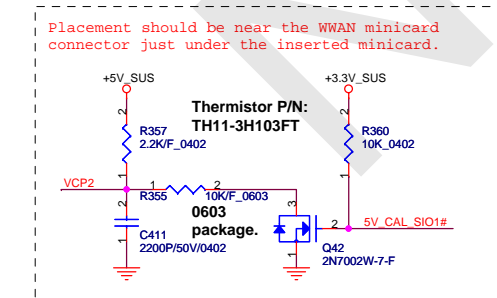 Placement should be near the WWAN minicard
connector just under the inserted minicard.
+5V_SUS
+3.3V_SUS
Thermistor P/N:
TH11-3H103FT
2
R357
2.2K/F_0402
1
2
R360
10K_0402
1
VCP2
1
2
R355
10K/F_0603
0603
package.
2
C411
2200P/50V/0402
1
3
2
1
5V_CAL_SIO1#
Q42
2N7002W-7-F